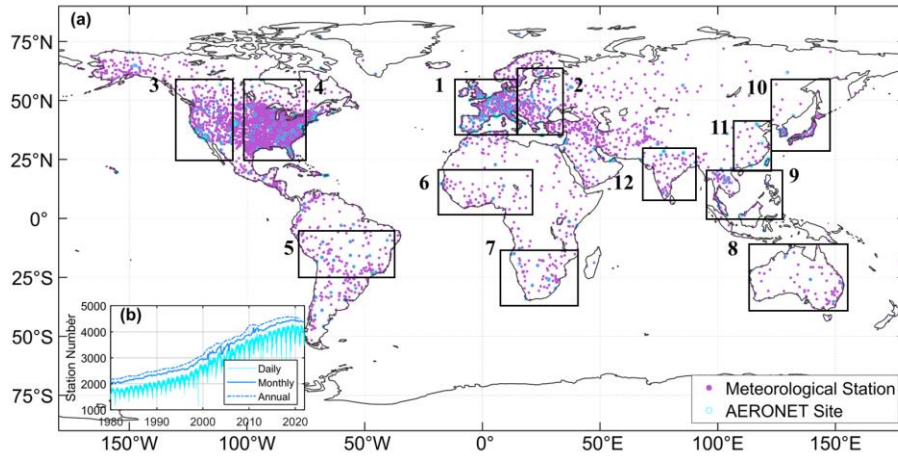 (a)
75°N
50°N
25°N
0°
25°S
50°S
75°S
3
4
1
2
10
11
12
9
6
5
7
8
(b)
Station Number
5000
4000
3000
2000
1000
1980
1990
2000
2010
2020
Daily
Monthly
Annual
Meteorological Station
AERONET Site
150°W
100°W
50°W
0°
50°E
100°E
150°E